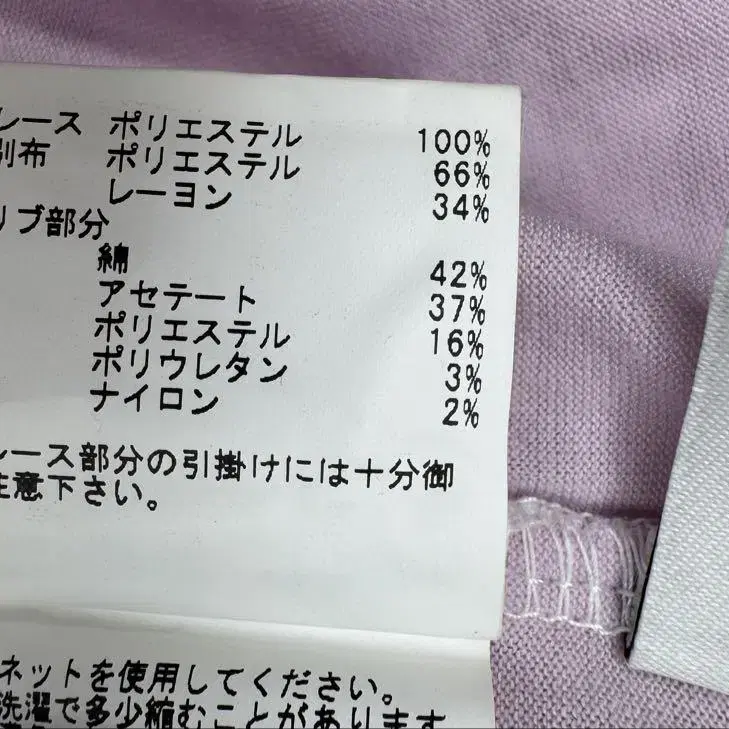 レース ポリエステル 100%
別布 ポリエステル 66%
レーヨン 34%
リブ部分
綿 42%
アセテート 37%
ポリエステル 16%
ポリウレタン 3%
ナイロン 2%
レース部分の引掛けには十分御
注意下さい。
ネットを使用してください。
洗濯で多少縮むことがあります